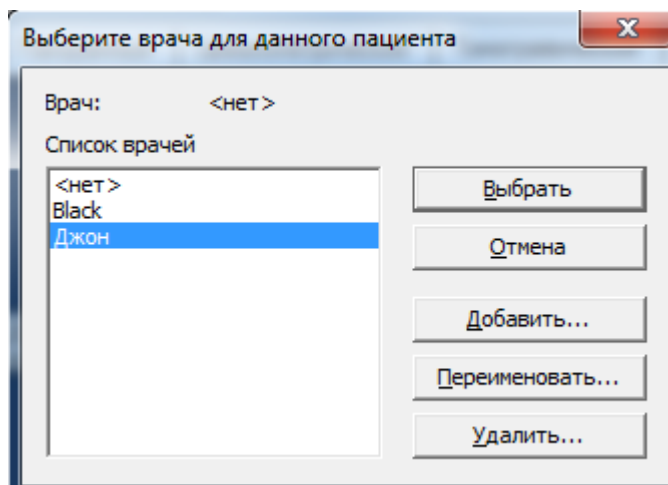 Выберите врача для данного пациента
Врач: <нет>
Список врачей
<нет>
Black
Джон
Выбрать
Отмена
Добавить...
Переименовать...
Удалить...